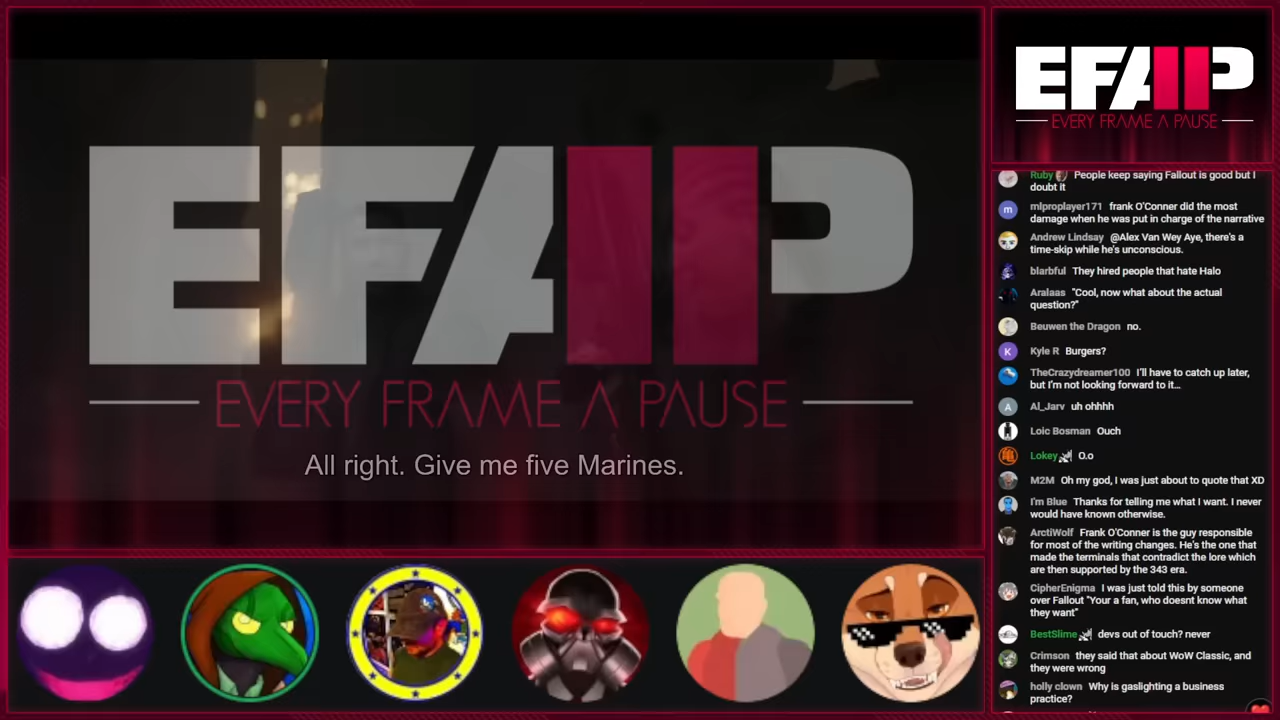 EFAP
EVERY FRAME A PAUSE
All right. Give me five Marines.
EFAP
EVERY FRAME A PAUSE
Ruby People keep saying Fallout is good but I
doubt it
m
mlproplayer171 frank O'Conner did the most
damage when he was put in charge of the narrative
Andrew Lindsay @Alex Van Wey Aye, there's a
time-skip while he's unconscious.
blarbful They hired people that hate Halo
Aralaas "Cool, now what about the actual
question?"
Beuwen the Dragon no.
K
Kyle R Burgers?
TheCrazydreamer100 I'll have to catch up later,
but I'm not looking forward to it...
A
Al_Jarv uh ohhhh
Loic Bosman Ouch
Lokey O.o
M2M Oh my god, I was just about to quote that XD
I'm Blue Thanks for telling me what I want. I never
would have known otherwise.
ArctiWolf Frank O'Conner is the guy responsible
for most of the writing changes. He's the one that
made the terminals that contradict the lore which
are then supported by the 343 era.
CipherEnigma I was just told this by someone
over Fallout "Your a fan, who doesnt know what
they want"
BestSlime devs out of touch? never
Crimson they said that about WoW Classic, and
they were wrong
holly clown Why is gaslighting a business
practice?